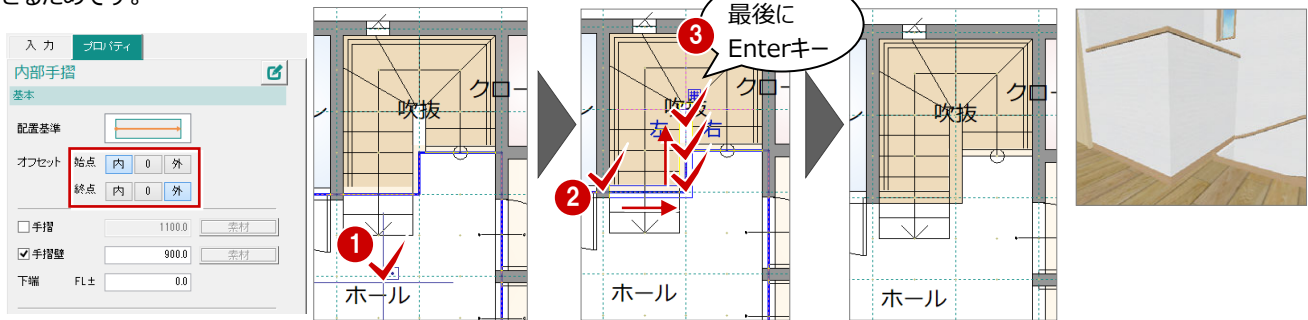 さるためです。
入 力 プロパティ
内部手摺
基本
配置基準
オフセット 始点 内 0 外
終点 内 0 外
手摺 1100.0 素材
手摺壁 900.0 素材
下端 FL± 0.0
吹抜
クロー
1
ホール
最後に
Enterキー
3
吹抜
クロー
左 右
2
ホール
吹抜
クロー
ホール